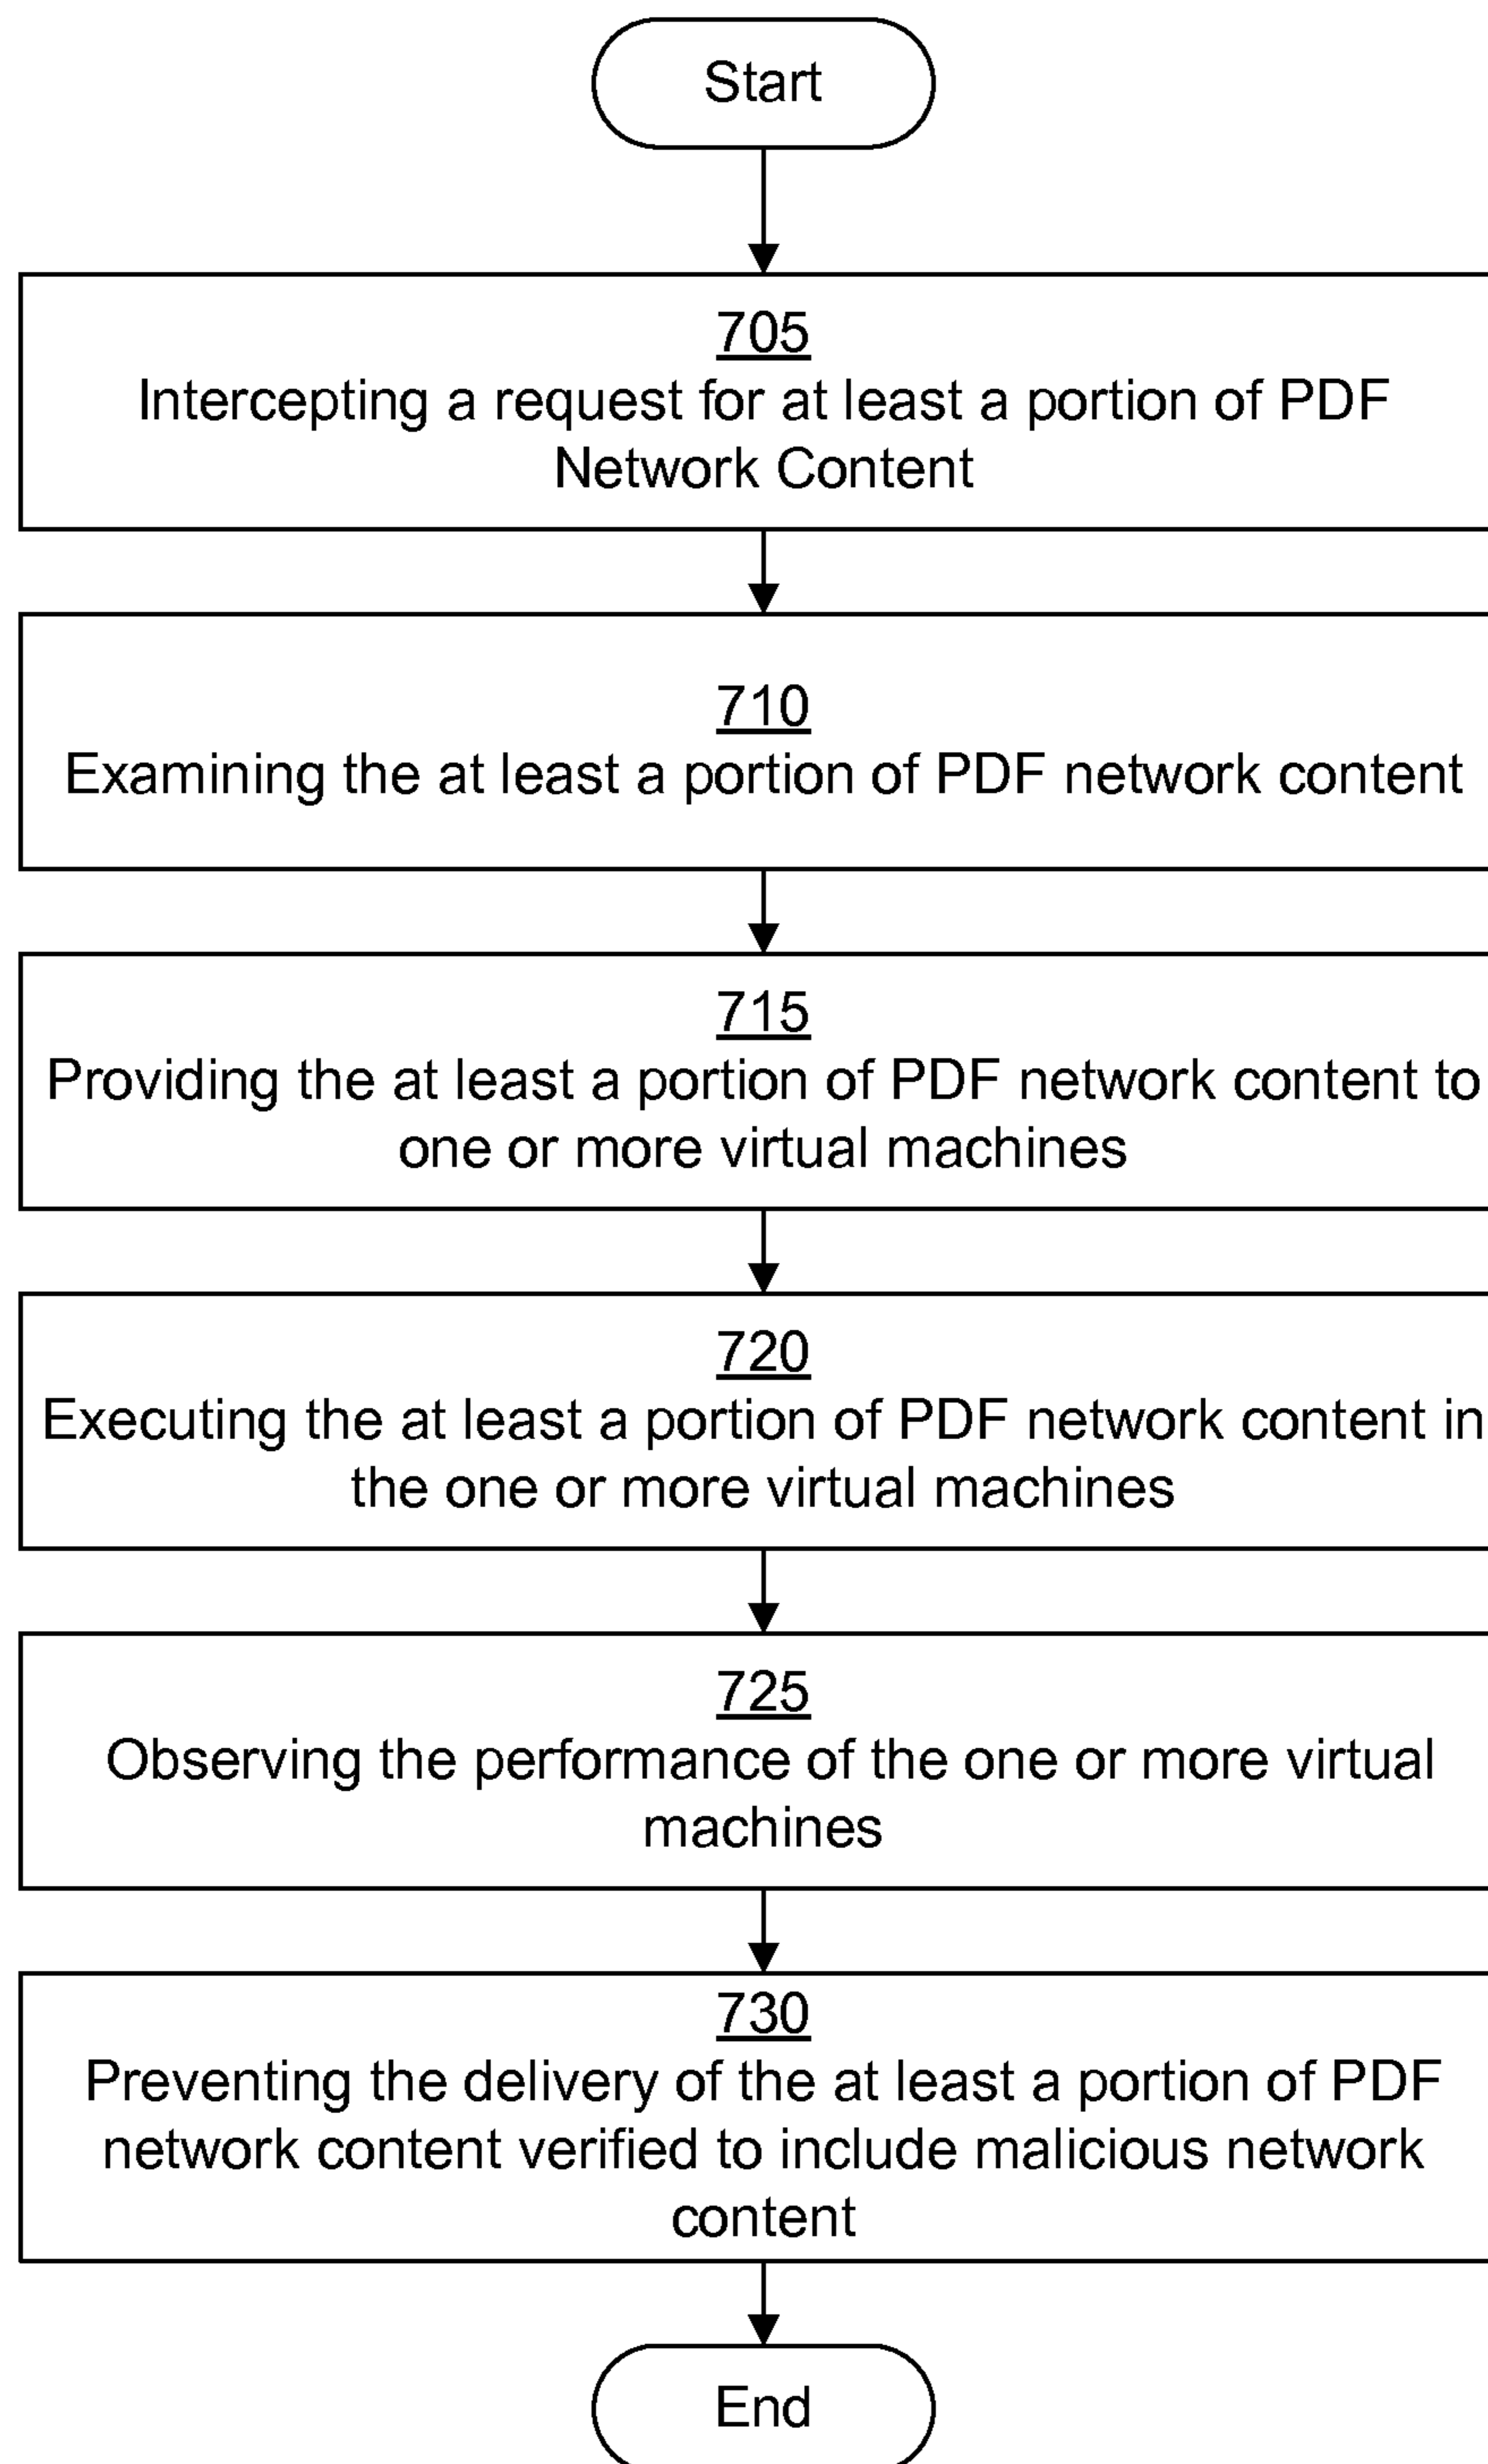 Start
705
Intercepting a request for at least a portion of PDF
Network Content
710
Examining the at least a portion of PDF network content
715
Providing the at least a portion of PDF network content to
one or more virtual machines
720
Executing the at least a portion of PDF network content in
the one or more virtual machines
725
Observing the performance of the one or more virtual
machines
730
Preventing the delivery of the at least a portion of PDF
network content verified to include malicious network
content
End